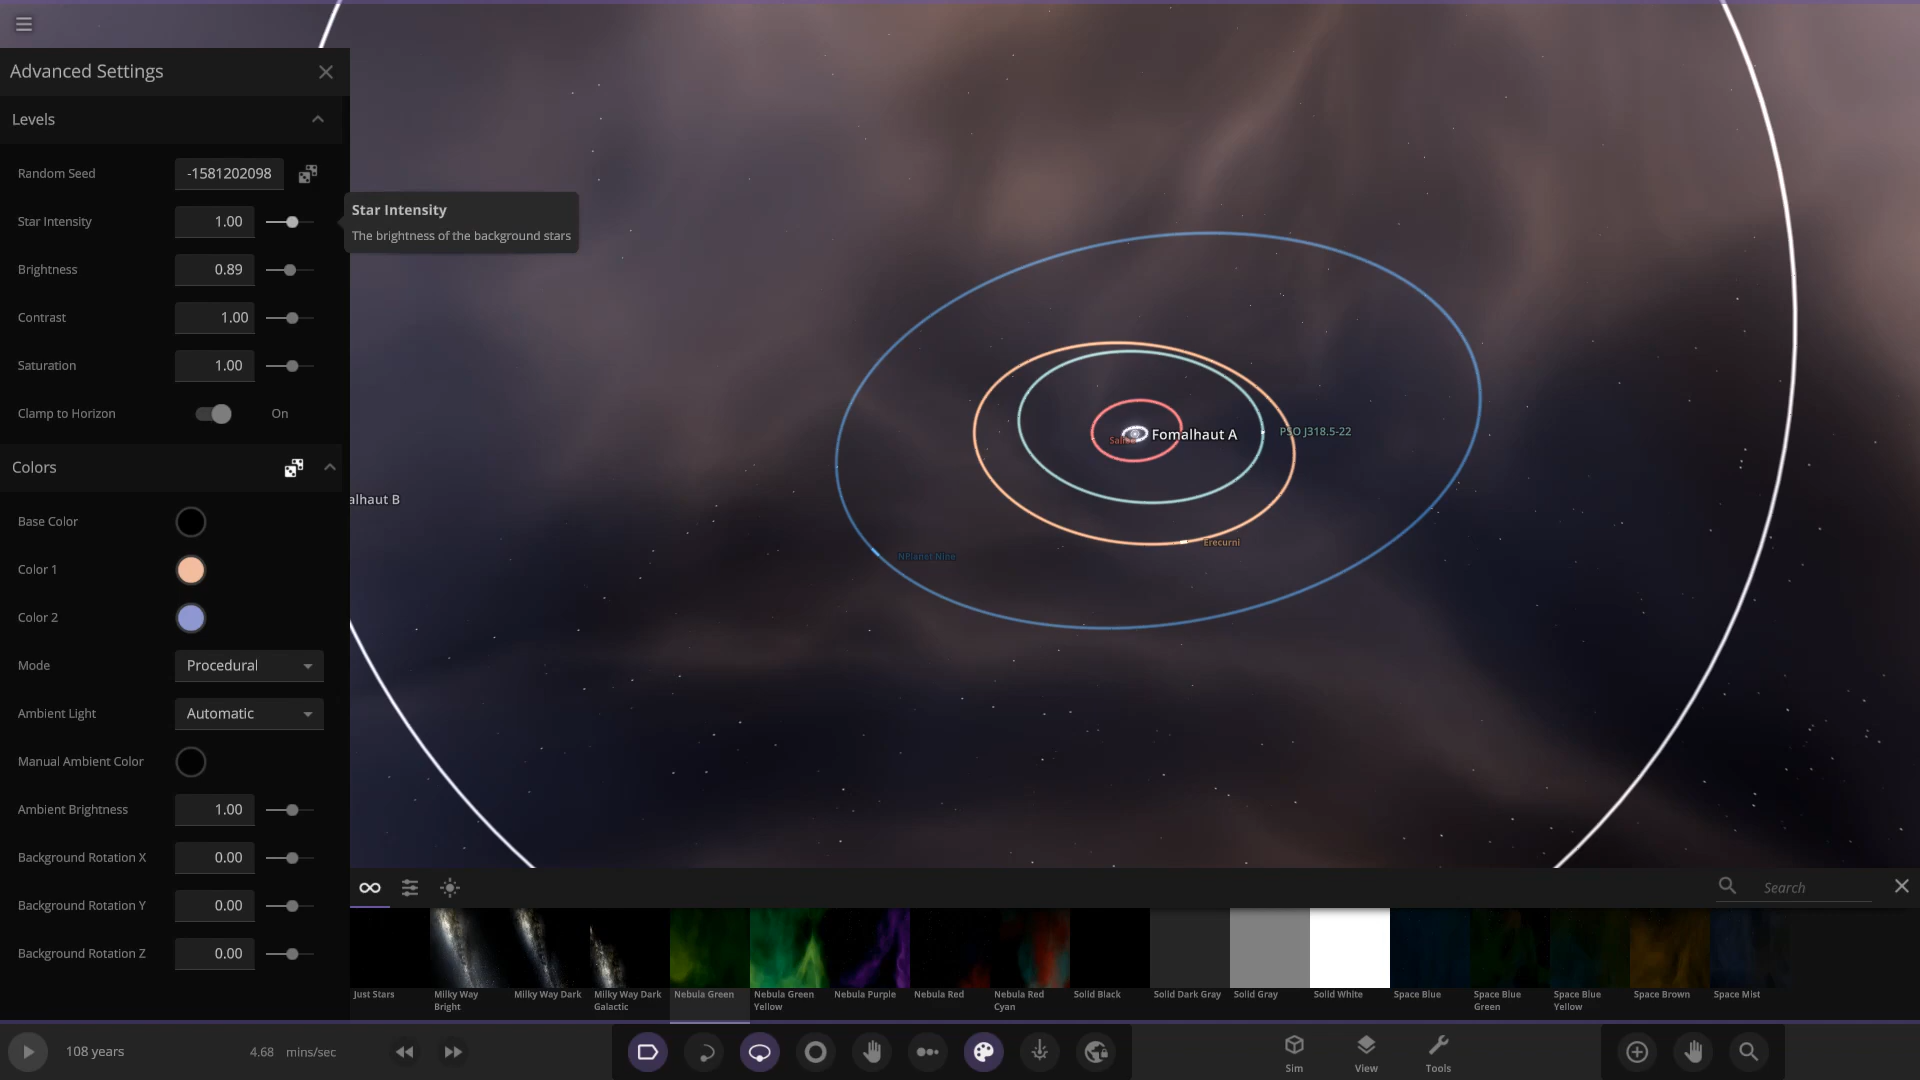 Advanced Settings
Levels
Random Seed
-1581202098
Star Intensity
1.00
Star Intensity
The brightness of the background stars
Brightness
0.89
Contrast
1.00
Saturation
1.00
Clamp to Horizon
On
Colors
Base Color
Color 1
Color 2
Mode
Procedural
Ambient Light
Automatic
Manual Ambient Color
Ambient Brightness
1.00
Background Rotation X
0.00
Background Rotation Y
0.00
Background Rotation Z
0.00
Fomalhaut A
PSO J318.5-22
alhaut B
Erecurni
NPlanet Nine
Search
Just Stars
Milky Way
Bright
Milky Way Dark
Milky Way Dark
Galactic
Nebula Green
Nebula Green
Yellow
Nebula Purple
Nebula Red
Nebula Red
Cyan
Solid Black
Solid Dark Gray
Solid Gray
Solid White
Space Blue
Space Blue
Green
Space Blue
Yellow
Space Brown
Space Mist
108 years
4.68 mins/sec
Sim
View
Tools